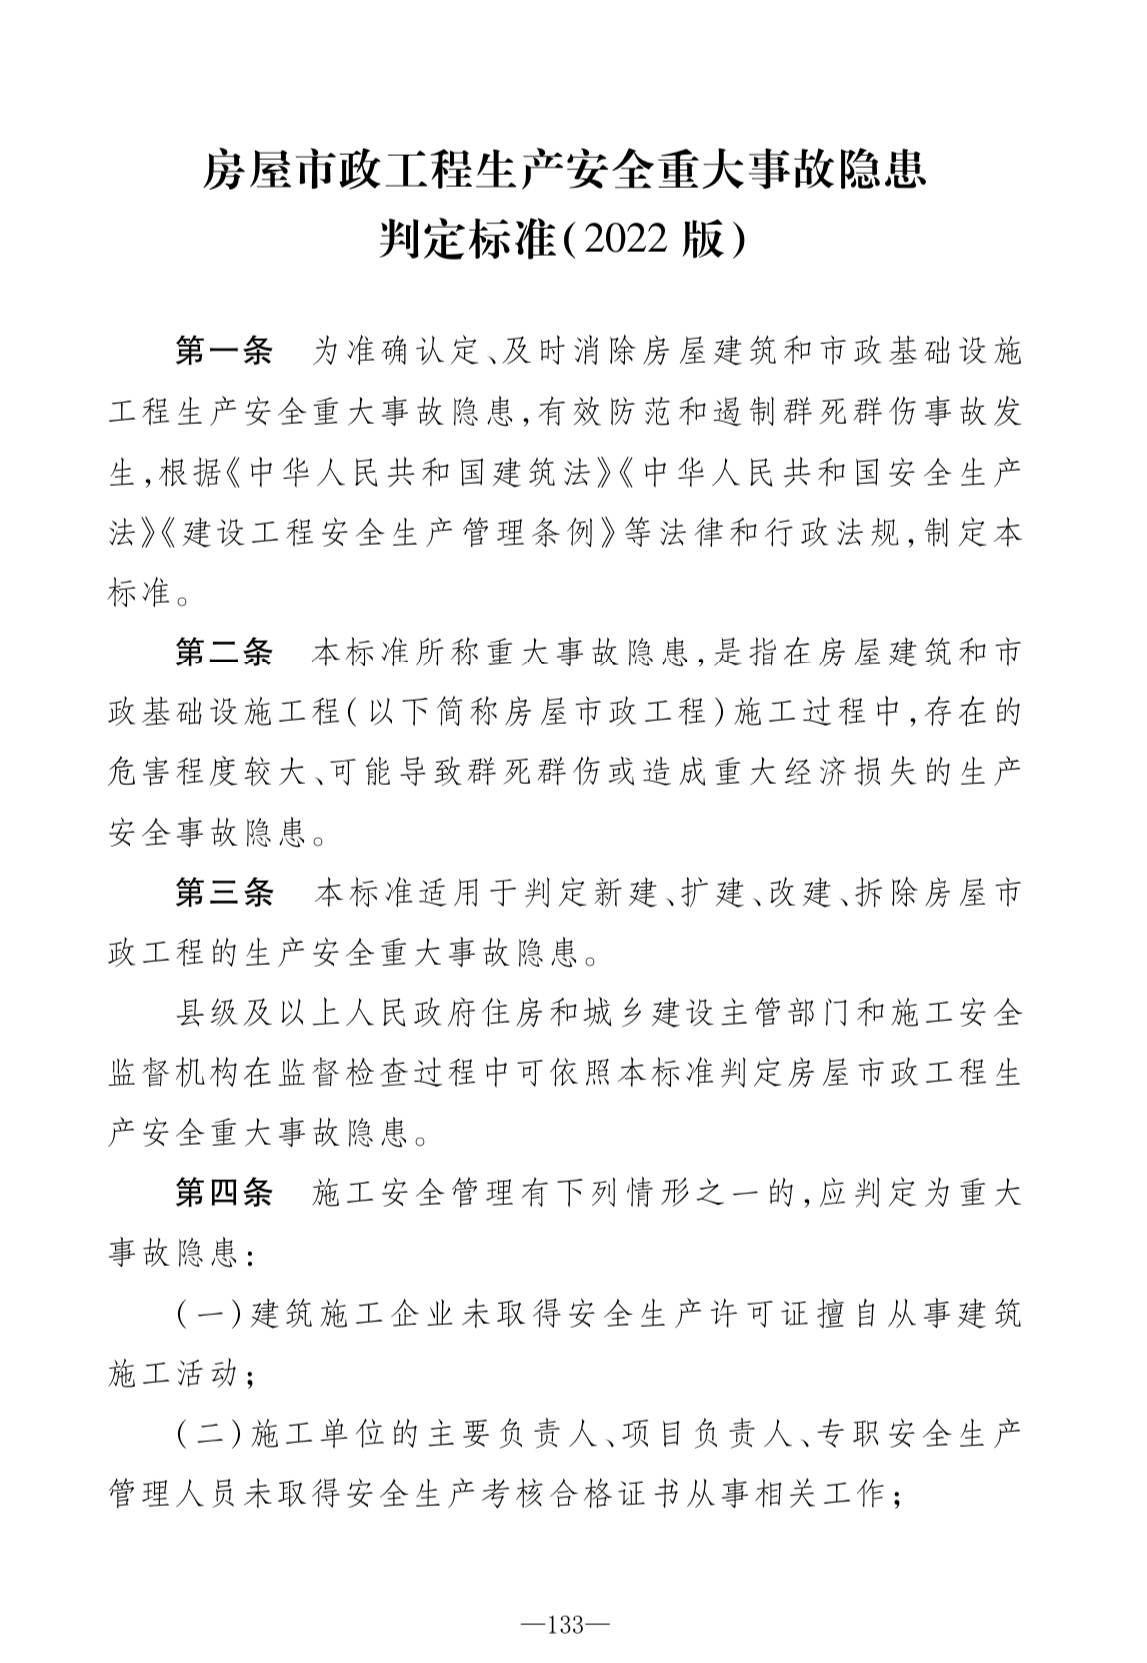 房屋市政工程生产安全重大事故隐患
判定标准(2022 版)
第一条 为准确认定、及时消除房屋建筑和市政基础设施
工程生产安全重大事故隐患,有效防范和遏制群死群伤事故发
生,根据《中华人民共和国建筑法》《中华人民共和国安全生产
法》《建设工程安全生产管理条例》等法律和行政法规,制定本
标准。
第二条 本标准所称重大事故隐患,是指在房屋建筑和市
政基础设施工程(以下简称房屋市政工程)施工过程中,存在的
危害程度较大、可能导致群死群伤或造成重大经济损失的生产
安全事故隐患。
第三条 本标准适用于判定新建、扩建、改建、拆除房屋市
政工程的生产安全重大事故隐患。
县级及以上人民政府住房和城乡建设主管部门和施工安全
监督机构在监督检查过程中可依照本标准判定房屋市政工程生
产安全重大事故隐患。
第四条 施工安全管理有下列情形之一的,应判定为重大
事故隐患:
(一)建筑施工企业未取得安全生产许可证擅自从事建筑
施工活动;
(二)施工单位的主要负责人、项目负责人、专职安全生产
管理人员未取得安全生产考核合格证书从事相关工作;
—133—